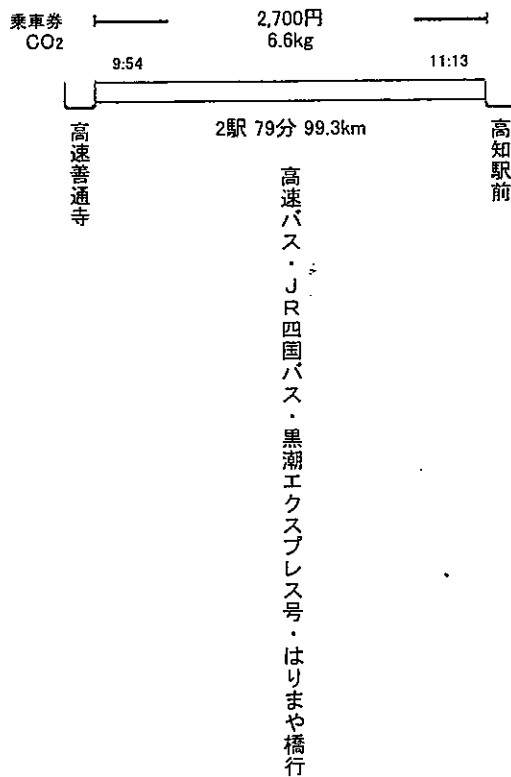 乗車券 2,700円
CO2 6.6kg
9:54 11:13
2駅 79分 99.3km
高速善通寺
高知駅前
高速バス・JR四国バス・黒潮エクスプレス号・はりまや橋行